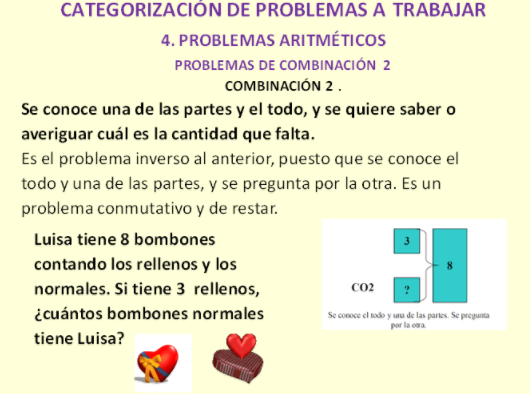 CATEGORIZACIÓN DE PROBLEMAS A TRABAJAR
4. PROBLEMAS ARITMÉTICOS
PROBLEMAS DE COMBINACIÓN 2
COMBINACIÓN 2 .
Se conoce una de las partes y el todo, y se quiere saber o
averiguar cuál es la cantidad que falta.
Es el problema inverso al anterior, puesto que se conoce el
todo y una de las partes, y se pregunta por la otra. Es un
problema conmutativo y de restar.
Luisa tiene 8 bombones
contando los rellenos y los
normales. Si tiene 3 rellenos,
¿cuántos bombones normales
tiene Luisa?
3
8
CO2
?
Se conoce el todo y una de las partes. Se pregunta
por la otra.